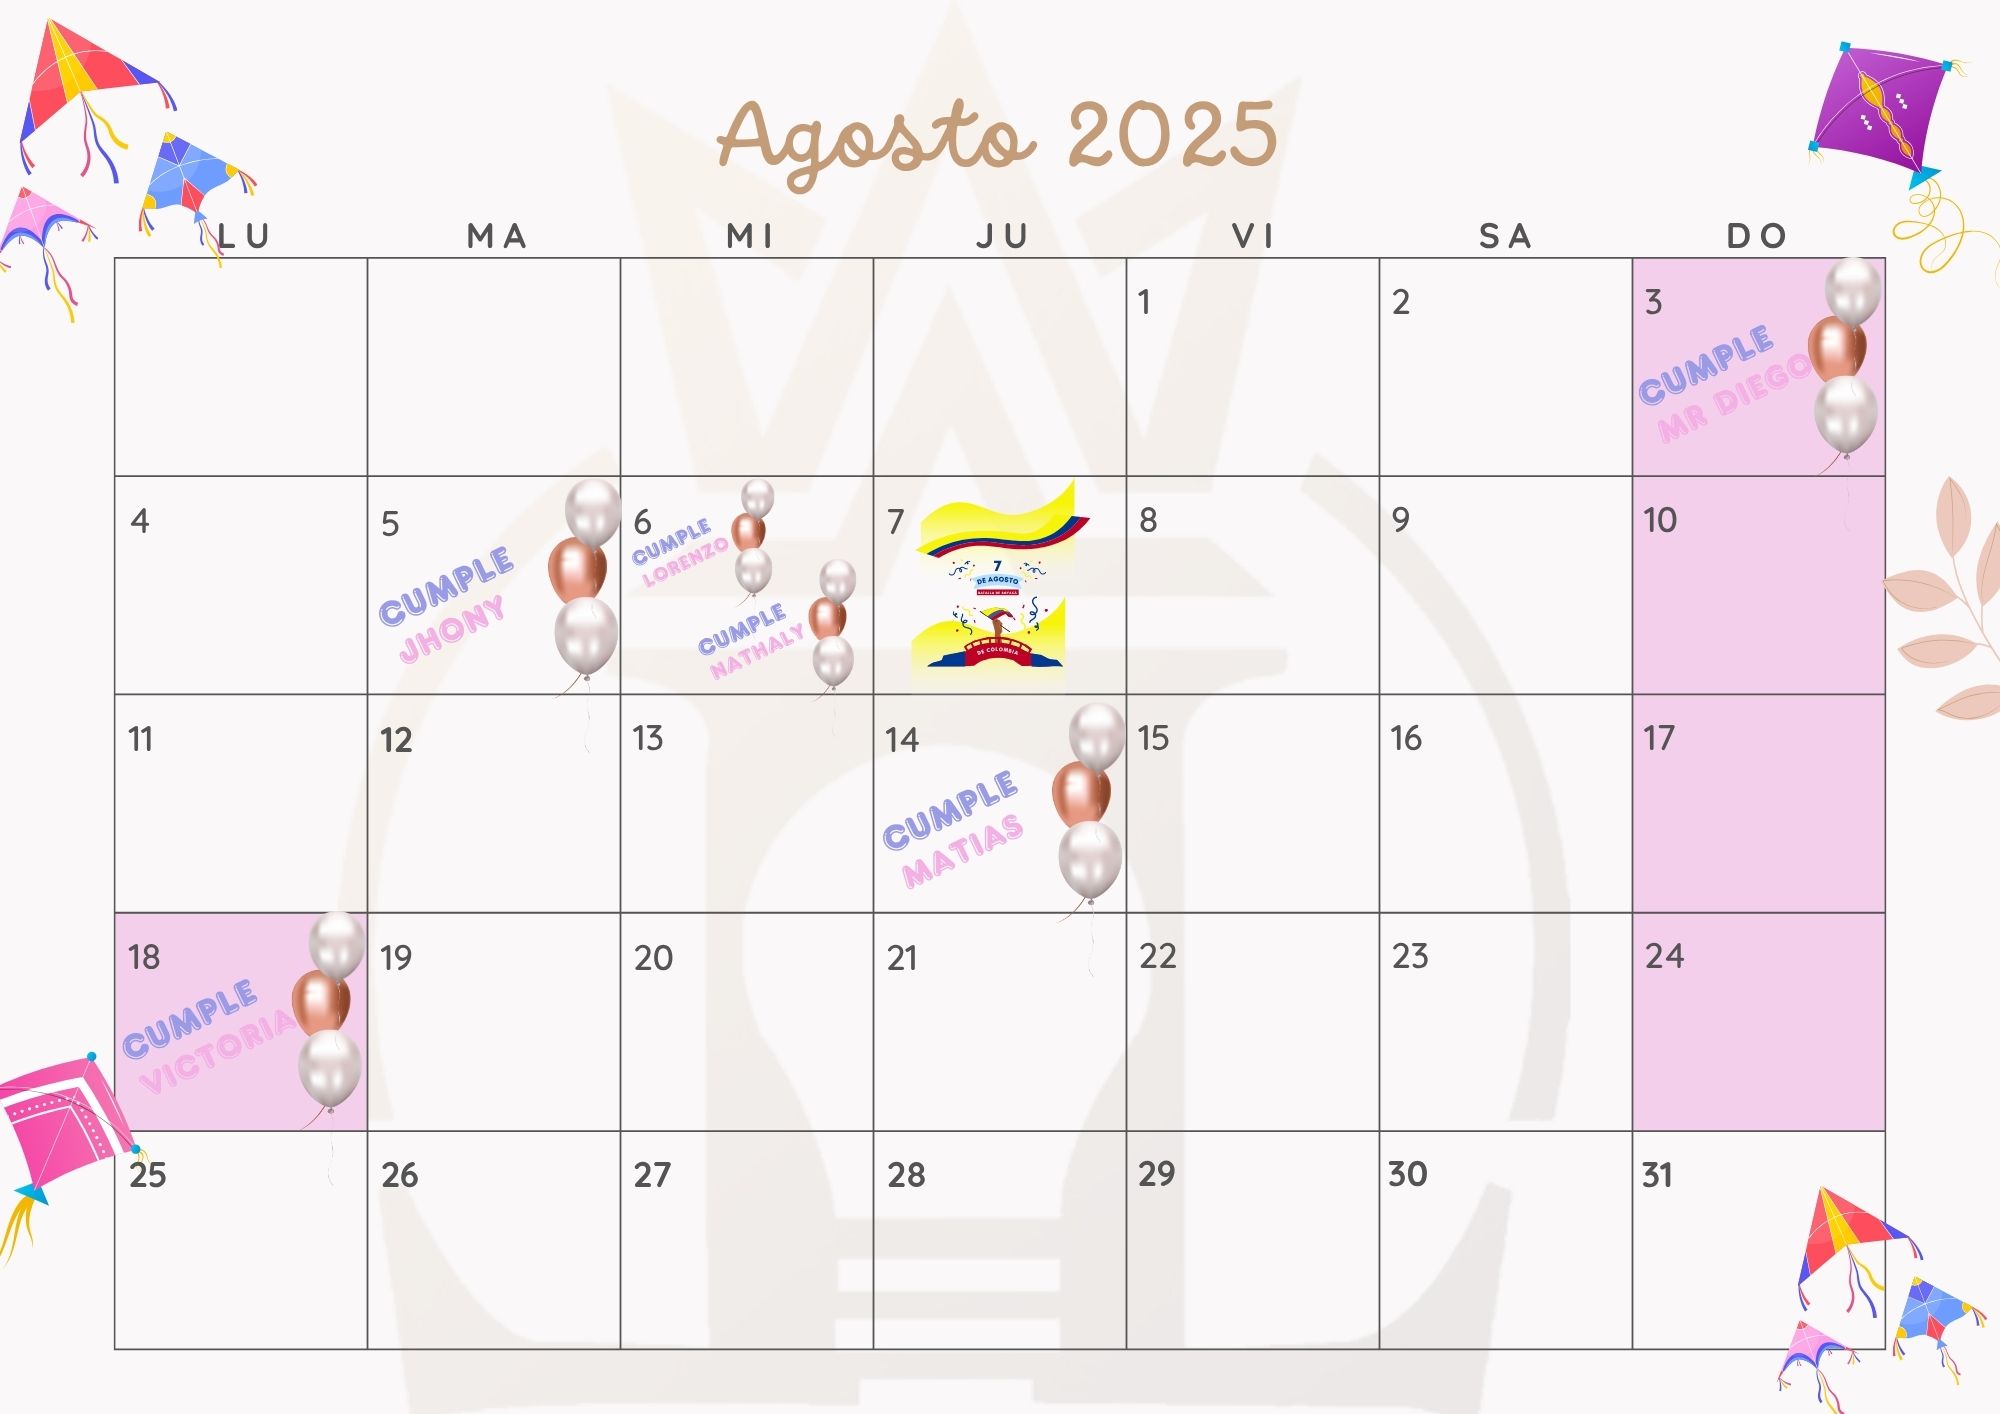 Agosto 2025
LU MA MI JU VI SA DO
1 2 3
CUMPLE
MR DIEGO
4 5 6 7 8 9 10
CUMPLE
JHONY
CUMPLE
LORENZO
CUMPLE
NATHALY
7
DE AGOSTO
BATALLA DE BOYACÁ
DE COLOMBIA
11 12 13 14 15 16 17
CUMPLE
MATIAS
18 19 20 21 22 23 24
CUMPLE
VICTORIA
25 26 27 28 29 30 31